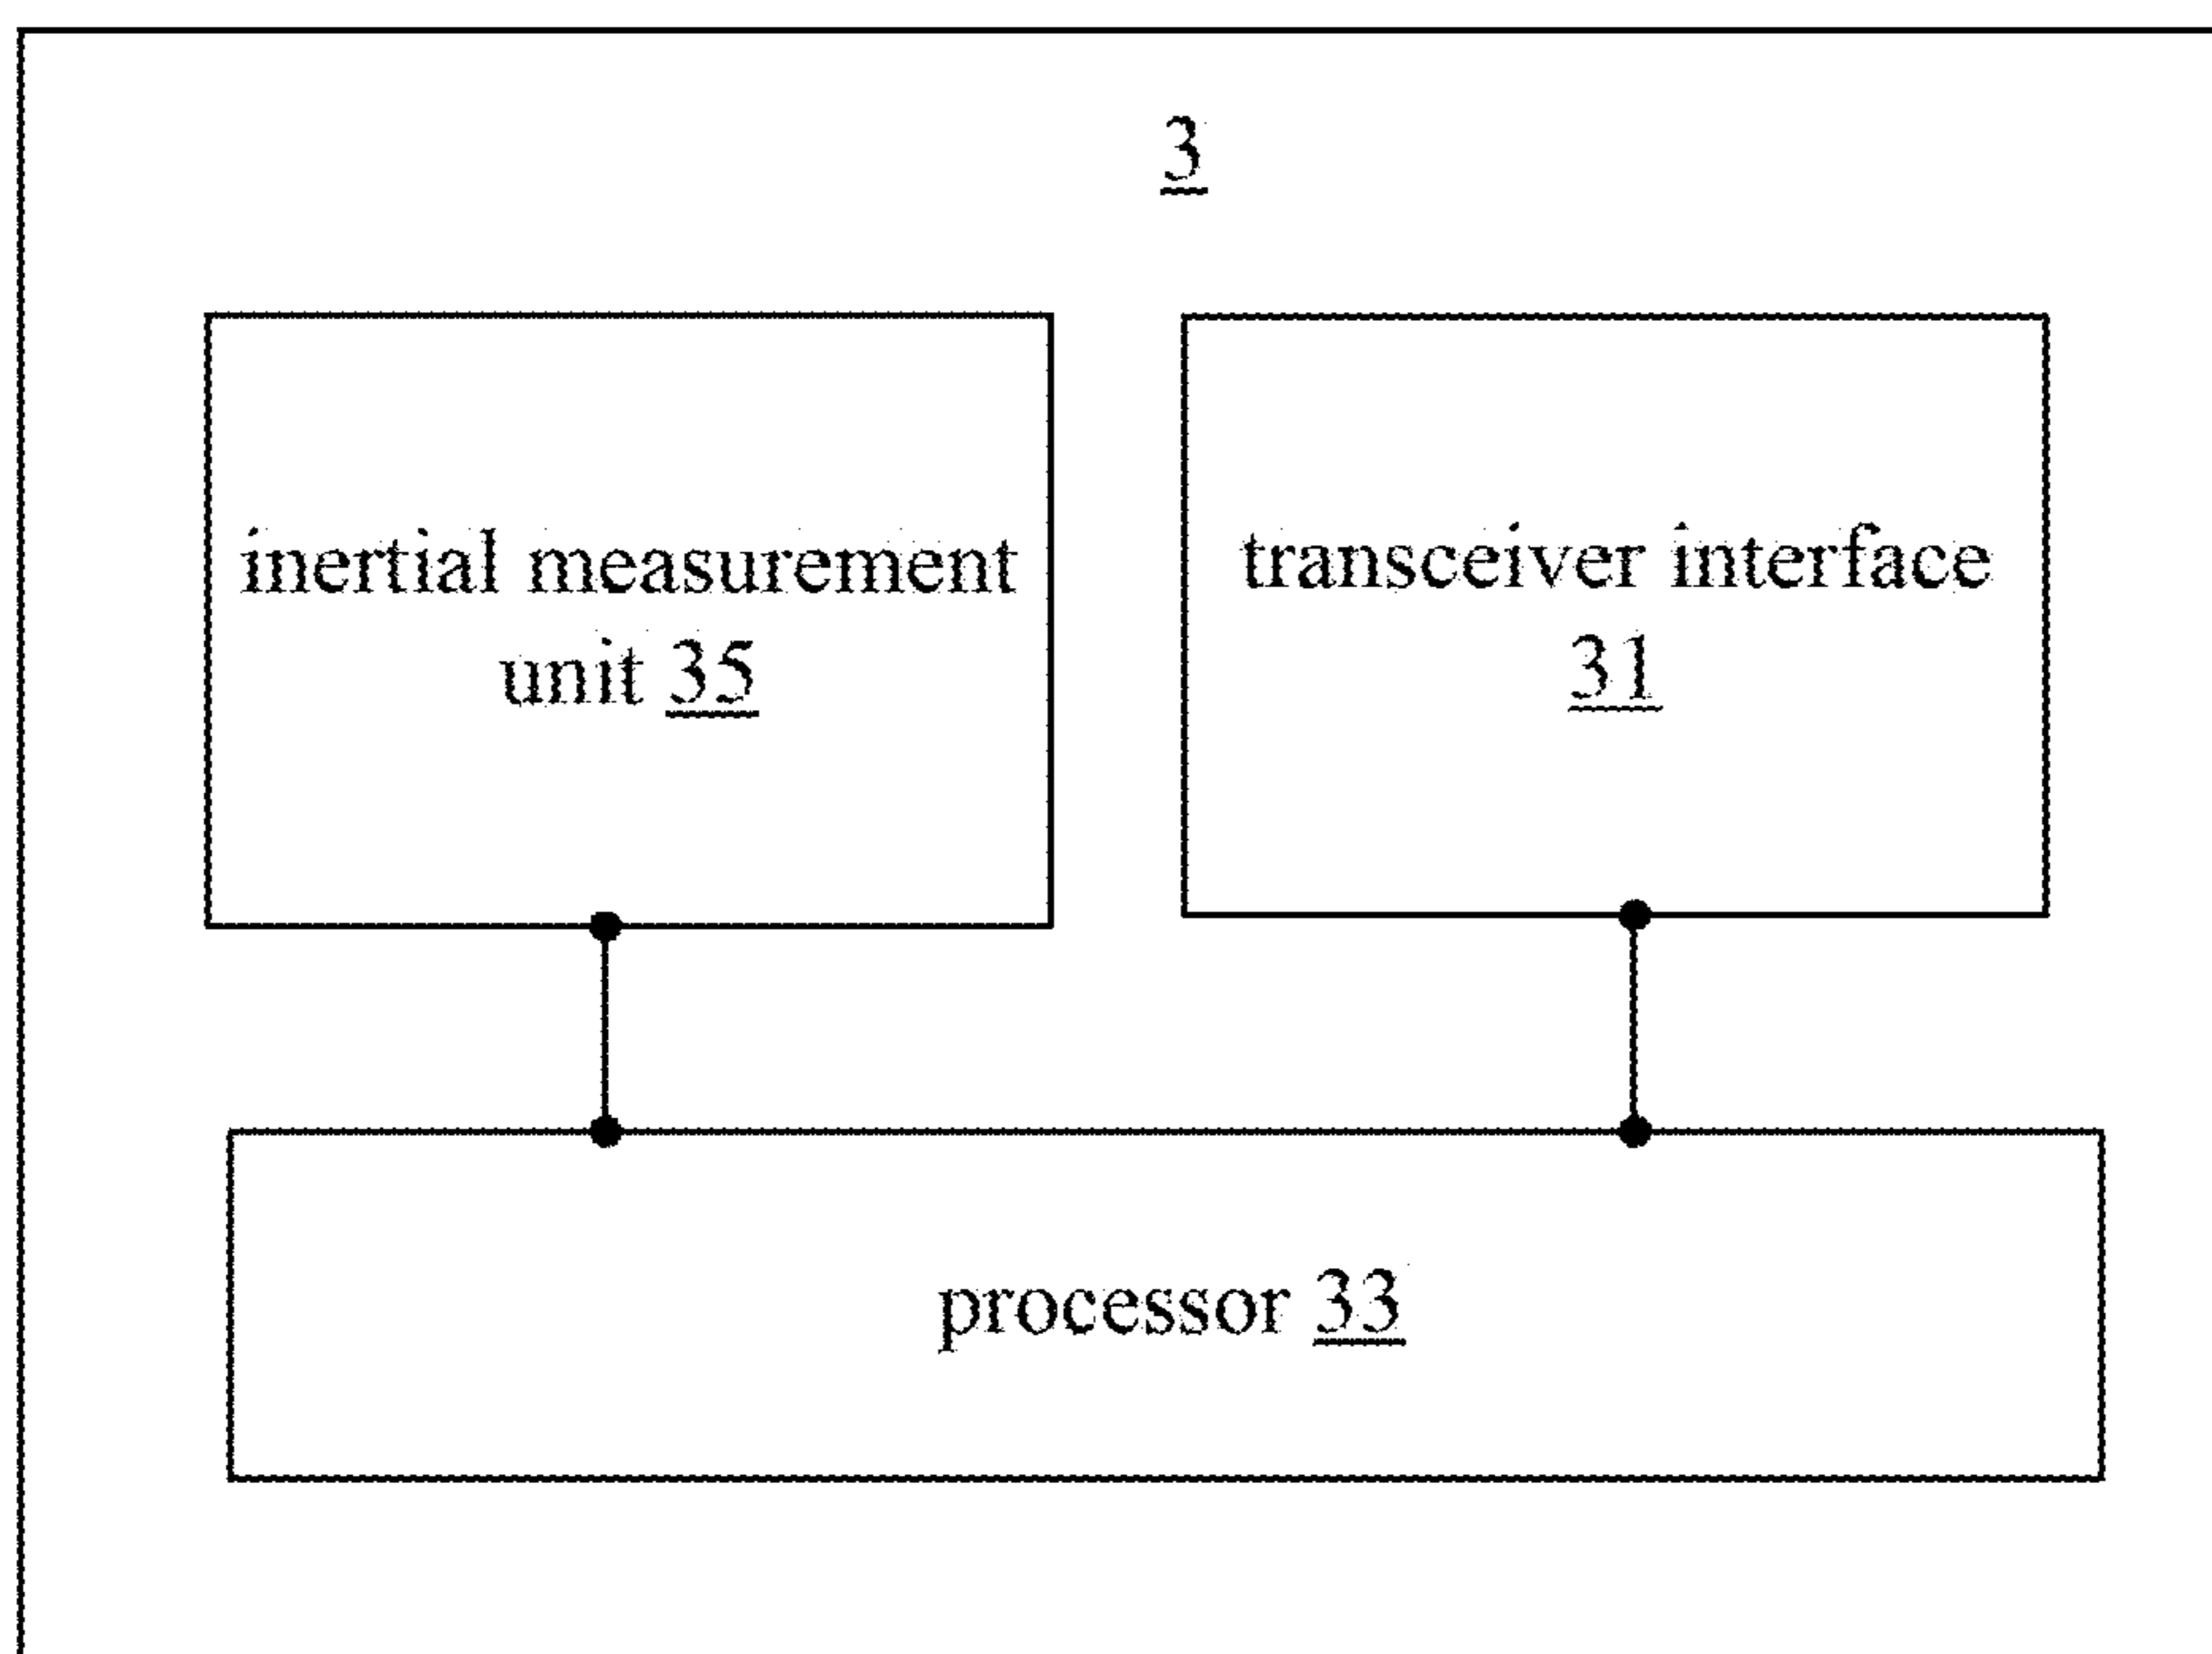 3
inertial measurement
unit 35
transceiver interface
31
processor 33